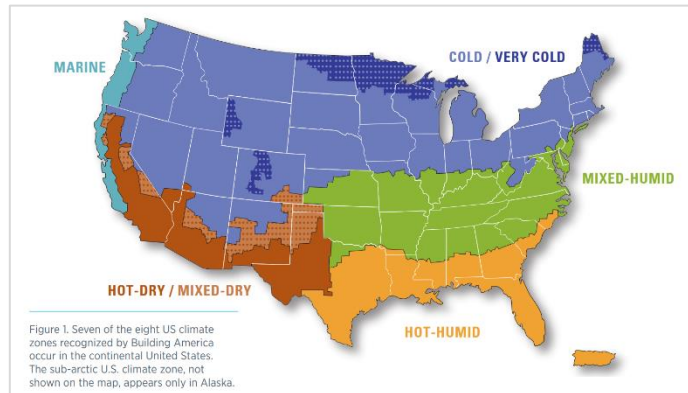 COLD / VERY COLD
MARINE
MIXED-HUMID
HOT-DRY / MIXED-DRY
HOT-HUMID
Figure 1. Seven of the eight US climate
zones recognized by Building America
occur in the continental United States.
The sub-arctic U.S. climate zone, not
shown on the map, appears only in Alaska.